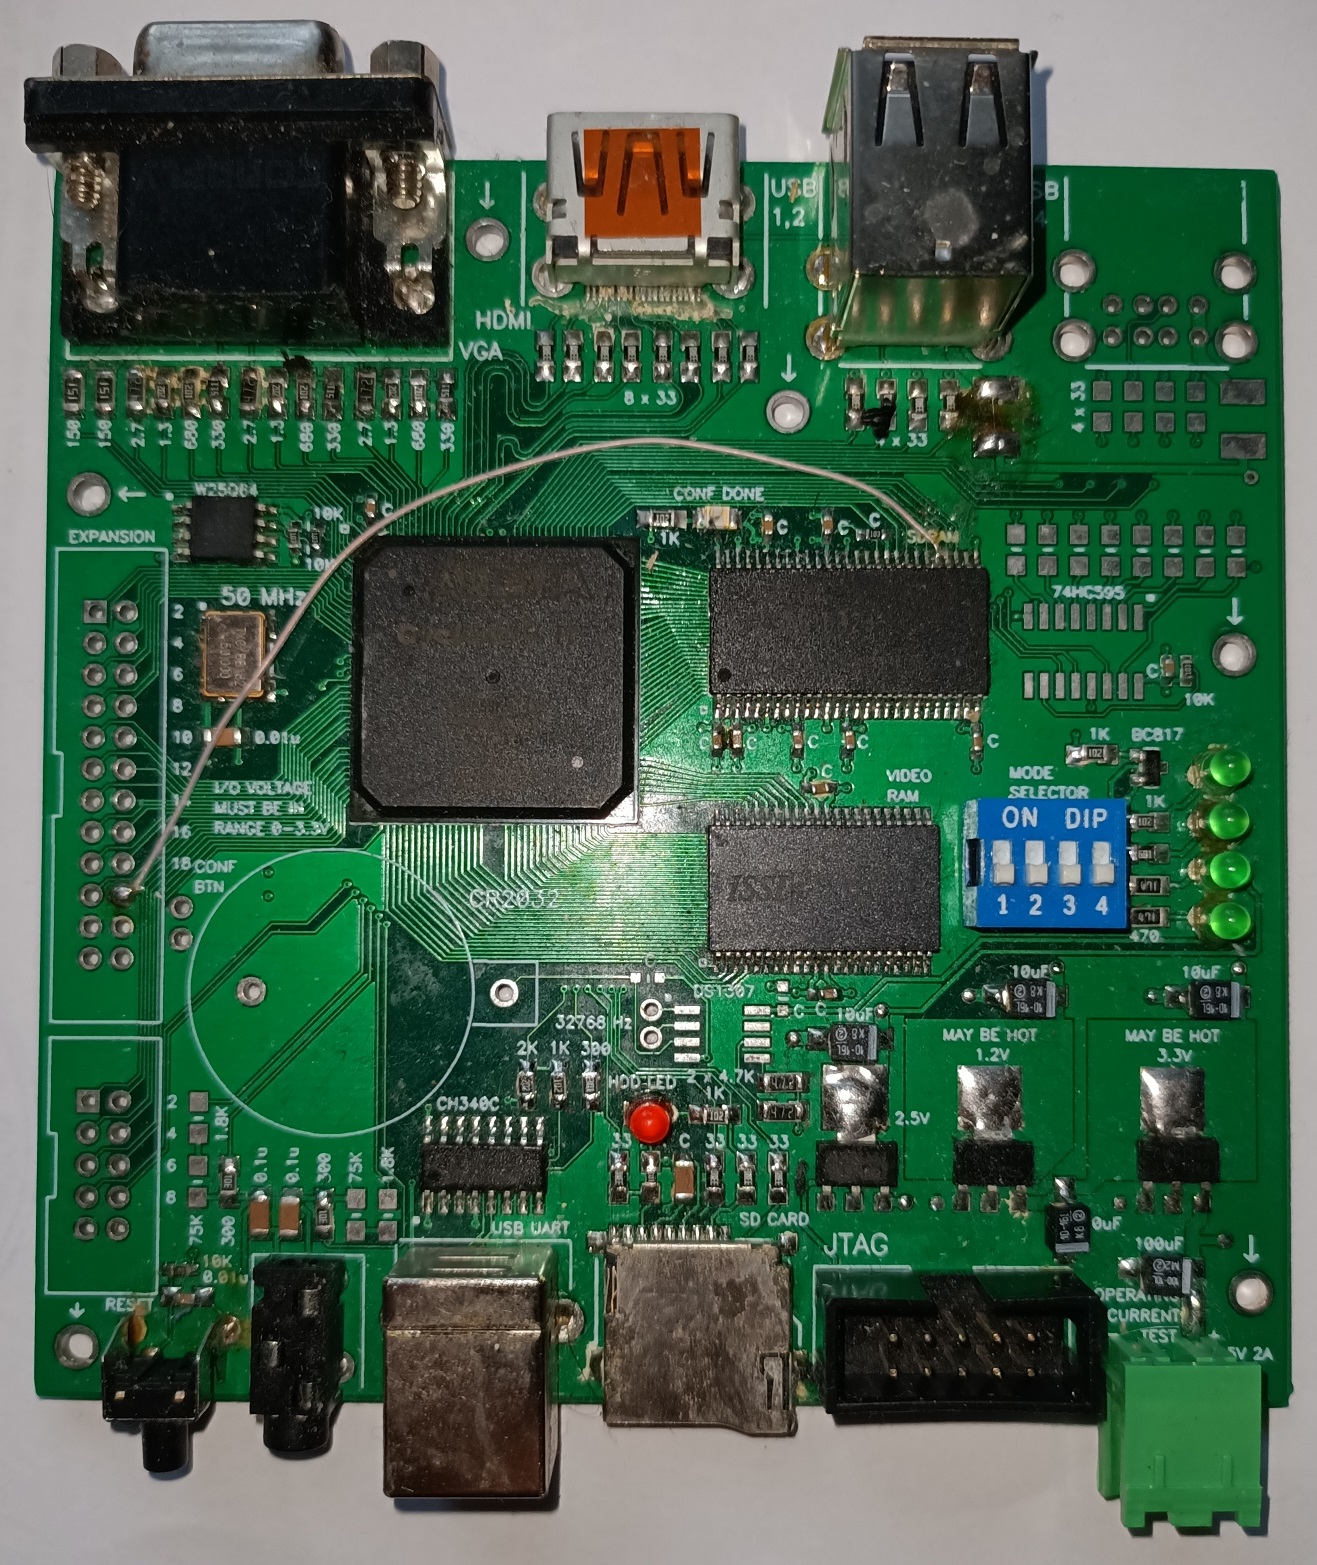 USB
1,2
HDMI
VGA
8 x 33
4 x 33
150
150
2.7
1.3
680
330
2.7
1.3
680
330
2.7
1.3
680
330
W25Q64
10K
10K
CONF DONE
1K
C
C
C
C
EXPANSION
50 MHz
2
4
6
8
10
12
16
18
0.01u
I/O VOLTAGE
MUST BE IN
RANGE 0-3.3V
CONF
BTN
74HC595
C
10K
1K
BC817
C
C
C
C
C
VIDEO
RAM
MODE
SELECTOR
1K
ON DIP
1 2 3 4
470
ISSI
CR2032
DS1307
32768 Hz
C
C
10uF
10uF
10uF
MAY BE HOT
1.2V
MAY BE HOT
3.3V
2K 1K 300
HDD LED
2 x 4.7K
1K
2.5V
CH340C
33
C
33
33
33
2
4
6
8
1.8K
75K
300
0.1u
0.1u
300
75K
1.8K
USB UART
SD CARD
JTAG
100uF
10K
0.01u
RESET
CURRENT
TEST
5V 2A